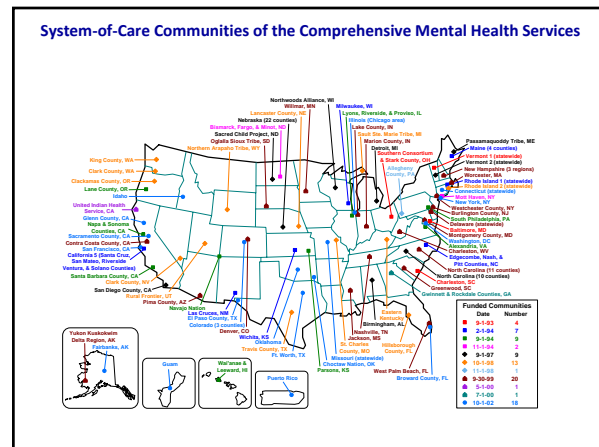 System-of-Care Communities of the Comprehensive Mental Health Services
Northwoods Alliance, WI
Willmar, MN
Milwaukee, WI
Lancaster County, NE
Lyons, Riverside, & Proviso, IL
Nebraska (22 counties)
Illinois (Chicago area)
Bismarck, Fargo, & Minot, ND
Lake County, IN
Sacred Child Project, ND
Sault Ste. Marie Tribe, MI
Oglalla Sioux Tribe, SD
Marion County, IN
Northern Arapaho Tribe, WY
Detroit, MI
Southern Consortium
& Stark County, OH
Allegheny
County, PA
Passamaquoddy Tribe, ME
Maine (4 counties)
Vermont 1 (statewide)
Vermont 2 (statewide)
New Hampshire (3 regions)
Worcester, MA
Rhode Island 1 (statewide)
Rhode Island 2 (statewide)
Connecticut (statewide)
Mott Haven, NY
New York, NY
Westchester County, NY
Burlington County, NJ
South Philadelphia, PA
Delaware (statewide)
Baltimore, MD
Montgomery County, MD
Washington, DC
Alexandria, VA
Charleston, WV
Edgecombe, Nash, &
Pitt Counties, NC
North Carolina (11 counties)
North Carolina (10 counties)
Charleston, SC
Greenwood, SC
Gwinnett & Rockdale Counties, GA
King County, WA
Clark County, WA
Clackamas County, OR
Lane County, OR
Idaho
United Indian Health
Service, CA
Glenn County, CA
Napa & Sonoma
Counties, CA
Sacramento County, CA
Contra Costa County, CA
San Francisco, CA
California 5 (Santa Cruz,
San Mateo, Riverside
Ventura, & Solano Counties)
Santa Barbara County, CA
Clark County, NV
San Diego County, CA
Rural Frontier, UT
Pima County, AZ
Navajo Nation
Las Cruces, NM
El Paso County, TX
Colorado (3 counties)
Denver, CO
Wichita, KS
Oklahoma
Travis County, TX
Ft. Worth, TX
Parsons, KS
Choctaw Nation, OK
Missouri (statewide)
St. Charles
County, MO
Jackson, MS
Nashville, TN
Birmingham, AL
Eastern
Kentucky
Hillsborough
County, FL
West Palm Beach, FL
Broward County, FL
Yukon Kuskokwim
Delta Region, AK
Fairbanks, AK
Guam
Wai'anae &
Leeward, HI
Puerto Rico
Funded Communities
Date Number
9-1-93 4
2-1-94 7
9-1-94 9
11-1-94 2
9-1-97 9
10-1-98 13
11-1-98 1
9-30-99 20
5-1-00 1
7-1-00 1
10-1-02 18